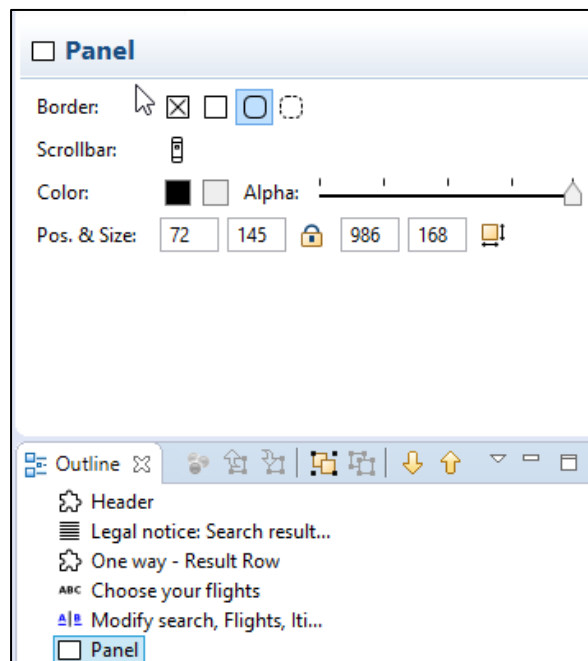 Panel
Border:
Scrollbar:
Color: Alpha:
Pos. & Size: 72 145 986 168
Outline
Header
Legal notice: Search result...
One way - Result Row
ABC Choose your flights
A|B Modify search, Flights, Iti...
Panel